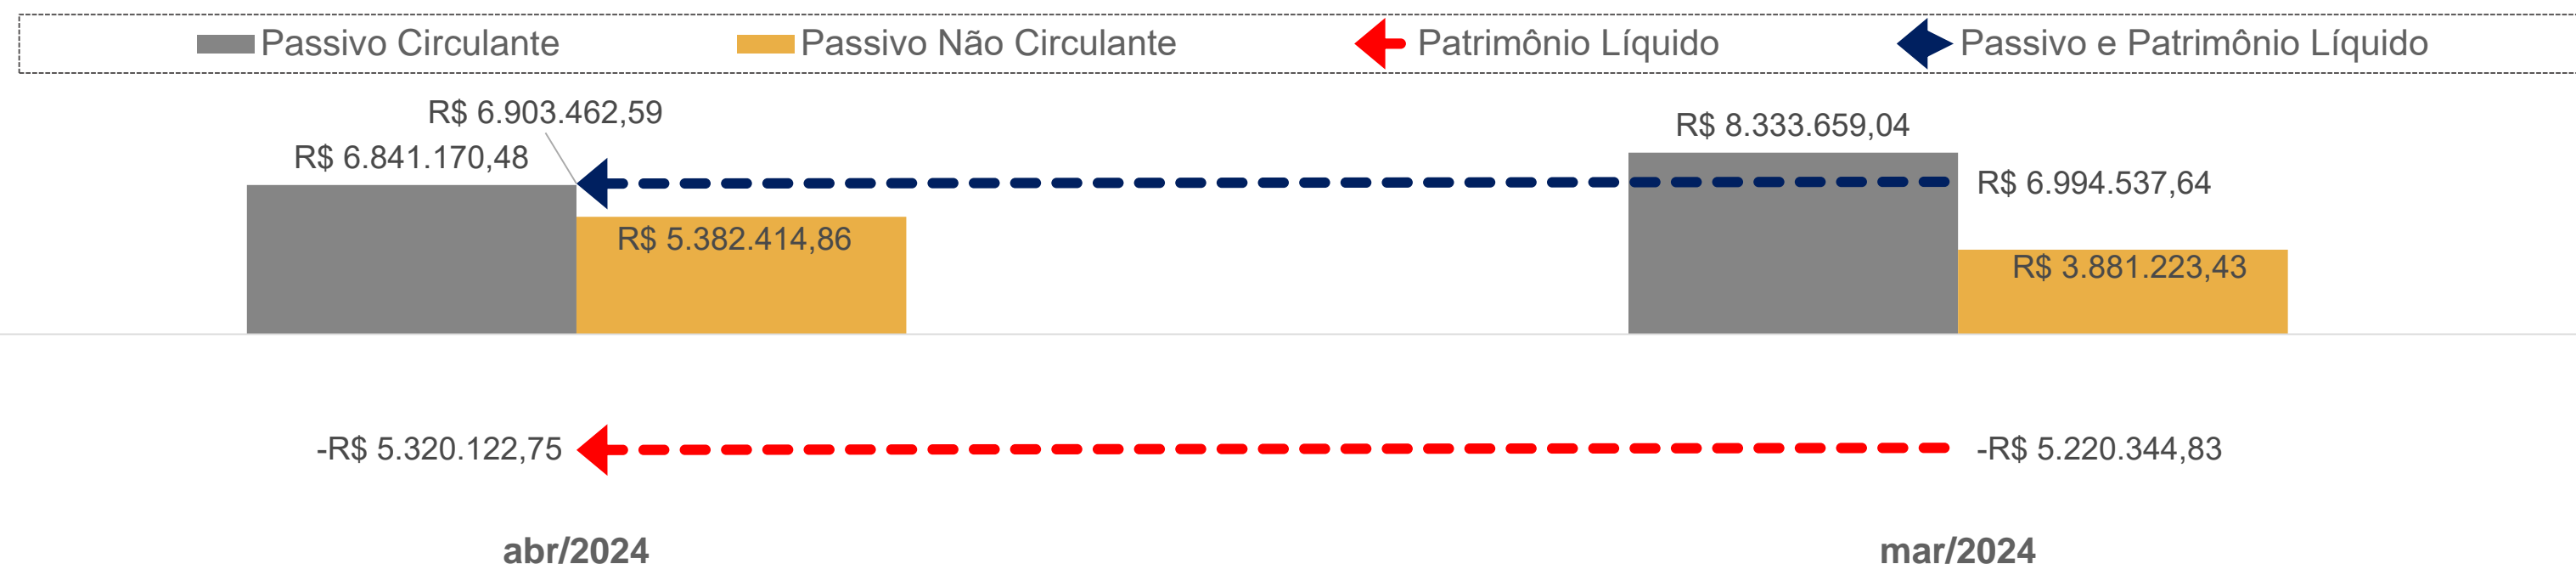 Passivo Circulante
Passivo Não Circulante
Patrimônio Líquido
Passivo e Patrimônio Líquido
R$ 6.903.462,59
R$ 6.841.170,48
R$ 5.382.414,86
R$ 8.333.659,04
R$ 6.994.537,64
R$ 3.881.223,43
-R$ 5.320.122,75
-R$ 5.220.344,83
abr/2024
mar/2024